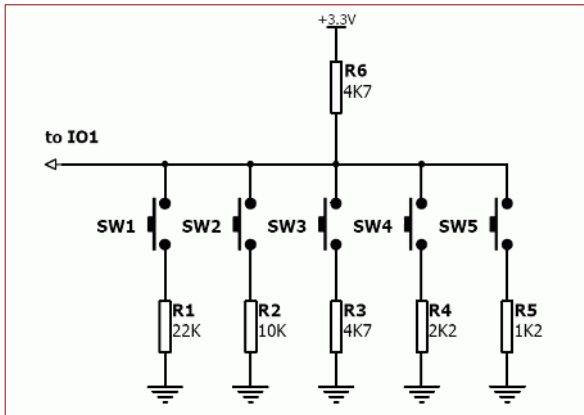 +3.3V
R6
4K7
to IO1
SW1
SW2
SW3
SW4
SW5
R1
22K
R2
10K
R3
4K7
R4
2K2
R5
1K2